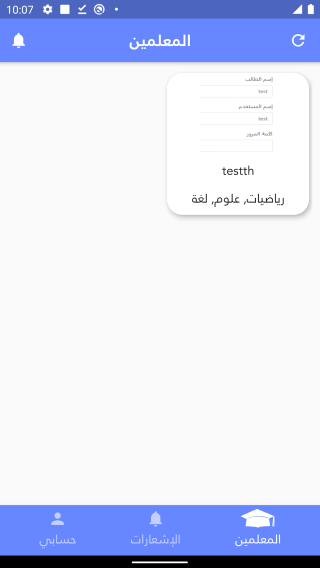 10:07
المعلمين
إسم الطالب
test
إسم المستخدم
test
كلمة المرور
testth
رياضيات, علوم, لغة
المعلمين
الإشعارات
حسابي